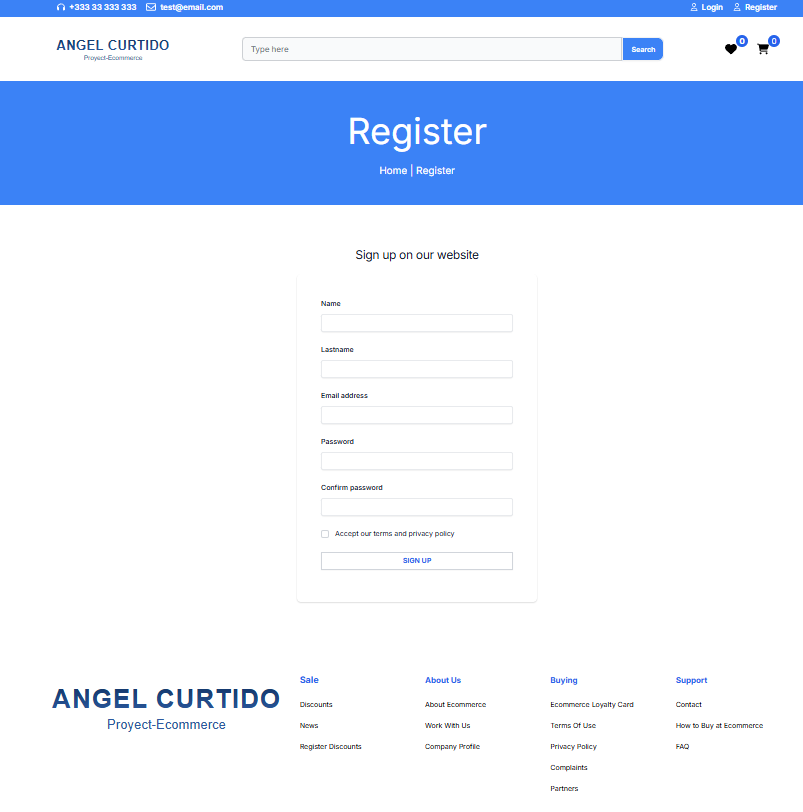 +333 33 333 333 test@email.com Login Register
ANGEL CURTIDO
Proyect-Ecommerce
Type here Search 0 0
Register
Home | Register
Sign up on our website
Name
Lastname
Email address
Password
Confirm password
Accept our terms and privacy policy
SIGN UP
ANGEL CURTIDO
Proyect-Ecommerce
Sale
Discounts
News
Register Discounts
About Us
About Ecommerce
Work With Us
Company Profile
Buying
Ecommerce Loyalty Card
Terms Of Use
Privacy Policy
Complaints
Partners
Support
Contact
How to Buy at Ecommerce
FAQ